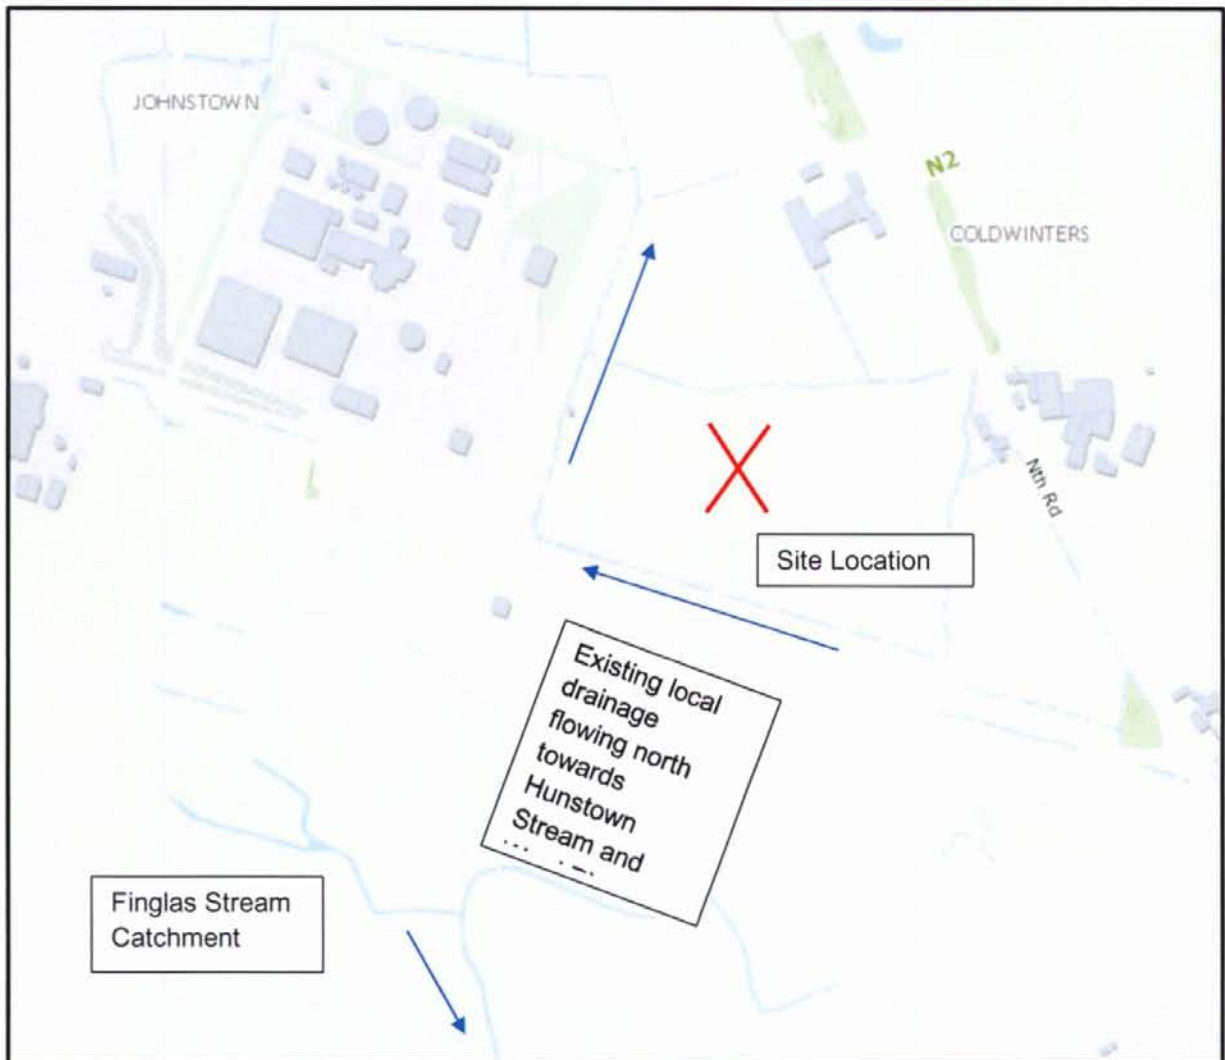 JOHNSTOWN
N2
COLDWINTERS
Nth Rd
Site Location
Existing local
drainage
flowing north
towards
Hunstown
Stream and
Finglas Stream
Catchment